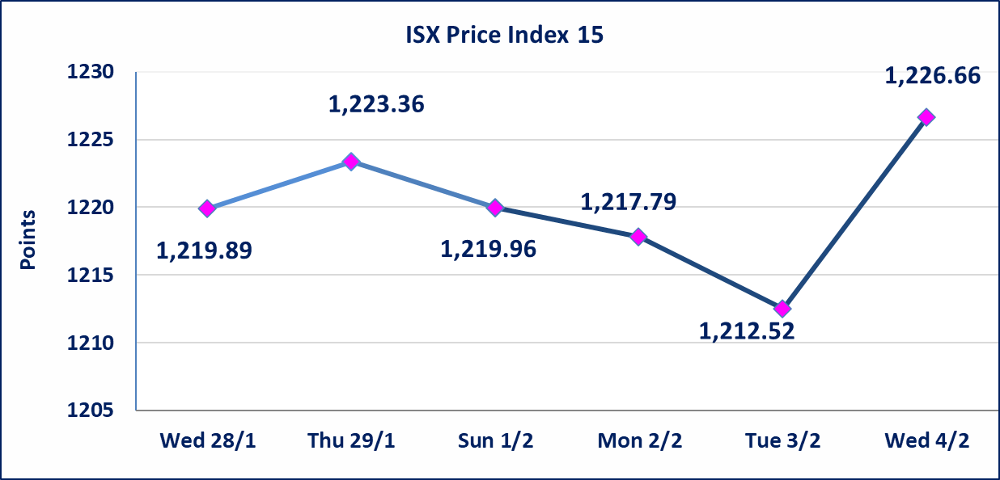 ISX Price Index 15
1230
1225
1220
1215
1210
1205
Points
1,219.89
1,223.36
1,219.96
1,217.79
1,212.52
1,226.66
Wed 28/1
Thu 29/1
Sun 1/2
Mon 2/2
Tue 3/2
Wed 4/2